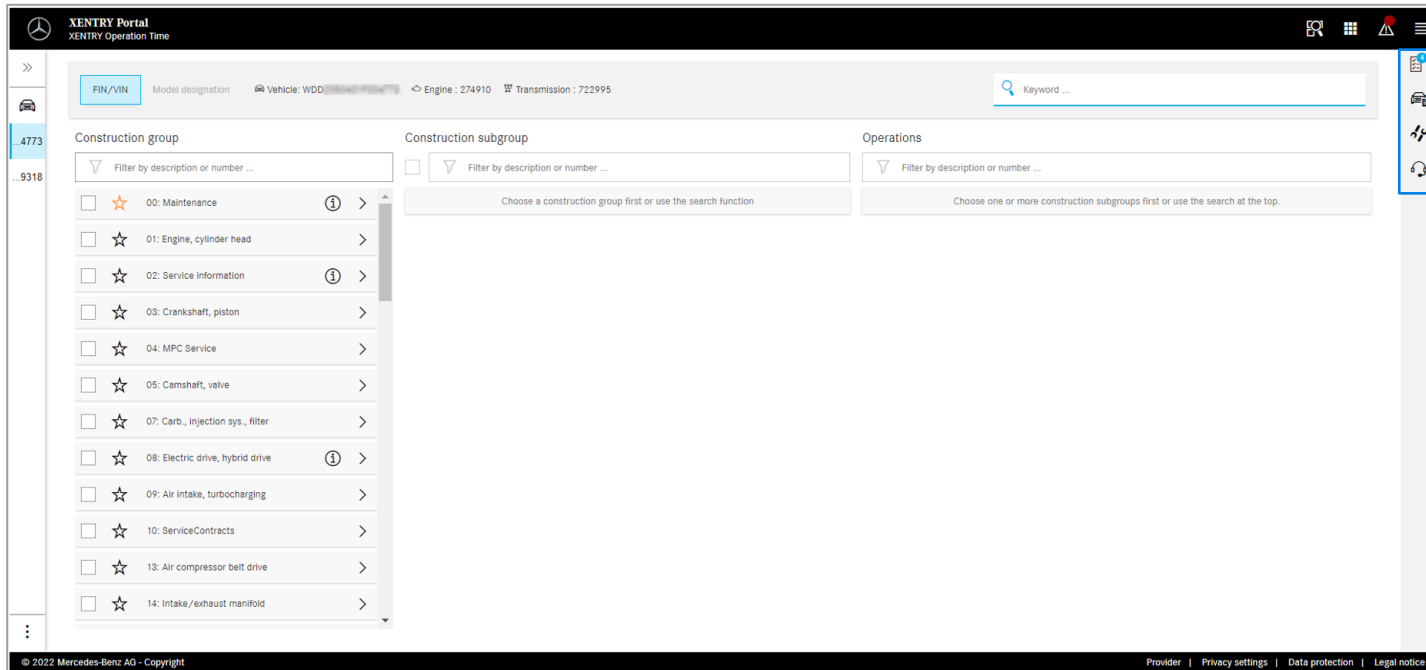 XENTRY Portal
XENTRY Operation Time
FIN/VIN Model designation Vehicle: WDD Engine : 274910 Transmission : 722995 Keyword ...
4
...4773
...9318
Construction group Construction subgroup Operations
Filter by description or number ... Filter by description or number ... Filter by description or number ...
Choose a construction group first or use the search function Choose one or more construction subgroups first or use the search at the top.
00: Maintenance
01: Engine, cylinder head
02: Service information
03: Crankshaft, piston
04: MPC Service
05: Camshaft, valve
07: Carb., injection sys., filter
08: Electric drive, hybrid drive
09: Air intake, turbocharging
10: ServiceContracts
13: Air compressor belt drive
14: Intake/exhaust manifold
© 2022 Mercedes-Benz AG - Copyright Provider | Privacy settings | Data protection | Legal notice